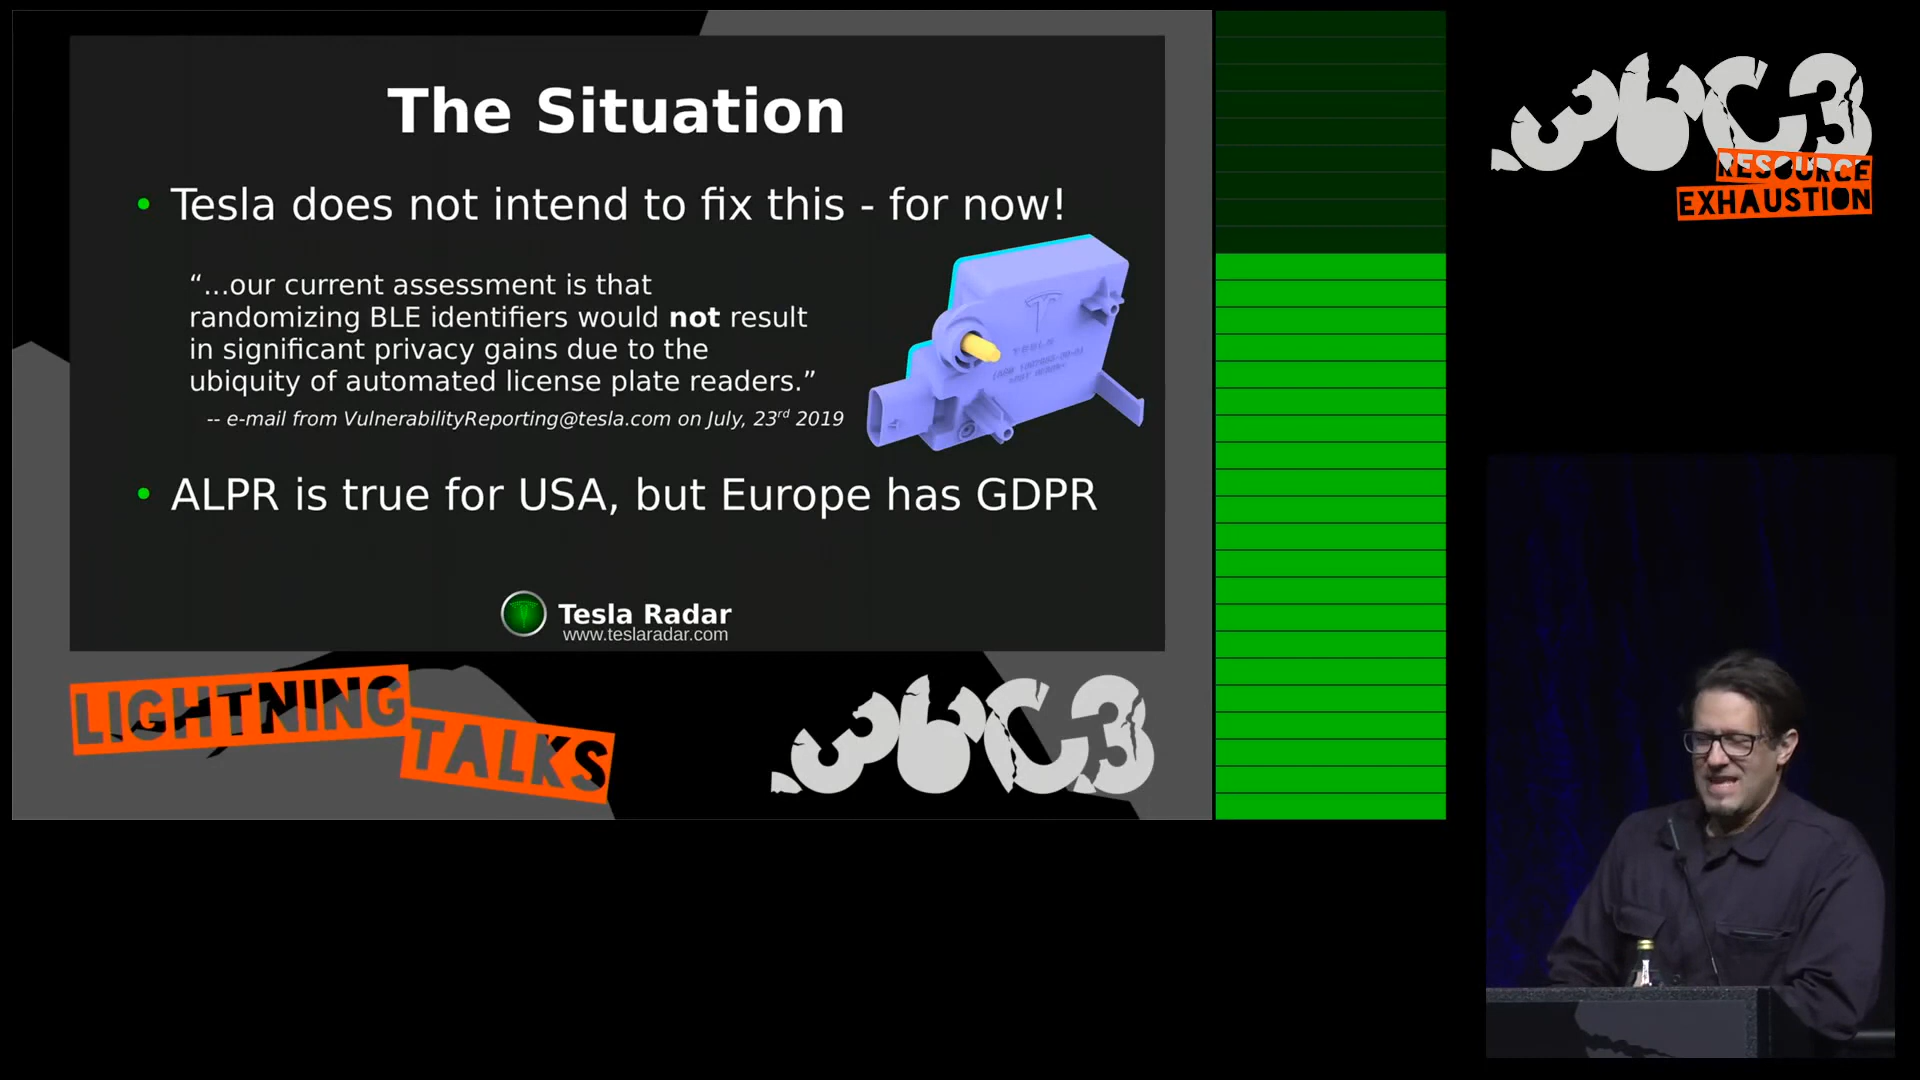 The Situation
• Tesla does not intend to fix this - for now!
“...our current assessment is that
randomizing BLE identifiers would not result
in significant privacy gains due to the
ubiquity of automated license plate readers.”
-- e-mail from VulnerabilityReporting@tesla.com on July, 23rd 2019
TESLA
• ALPR is true for USA, but Europe has GDPR
Tesla Radar
www.teslaradar.com
LIGHTNING
TALKS
36C3
36C3
RESOURCE
EXHAUSTION